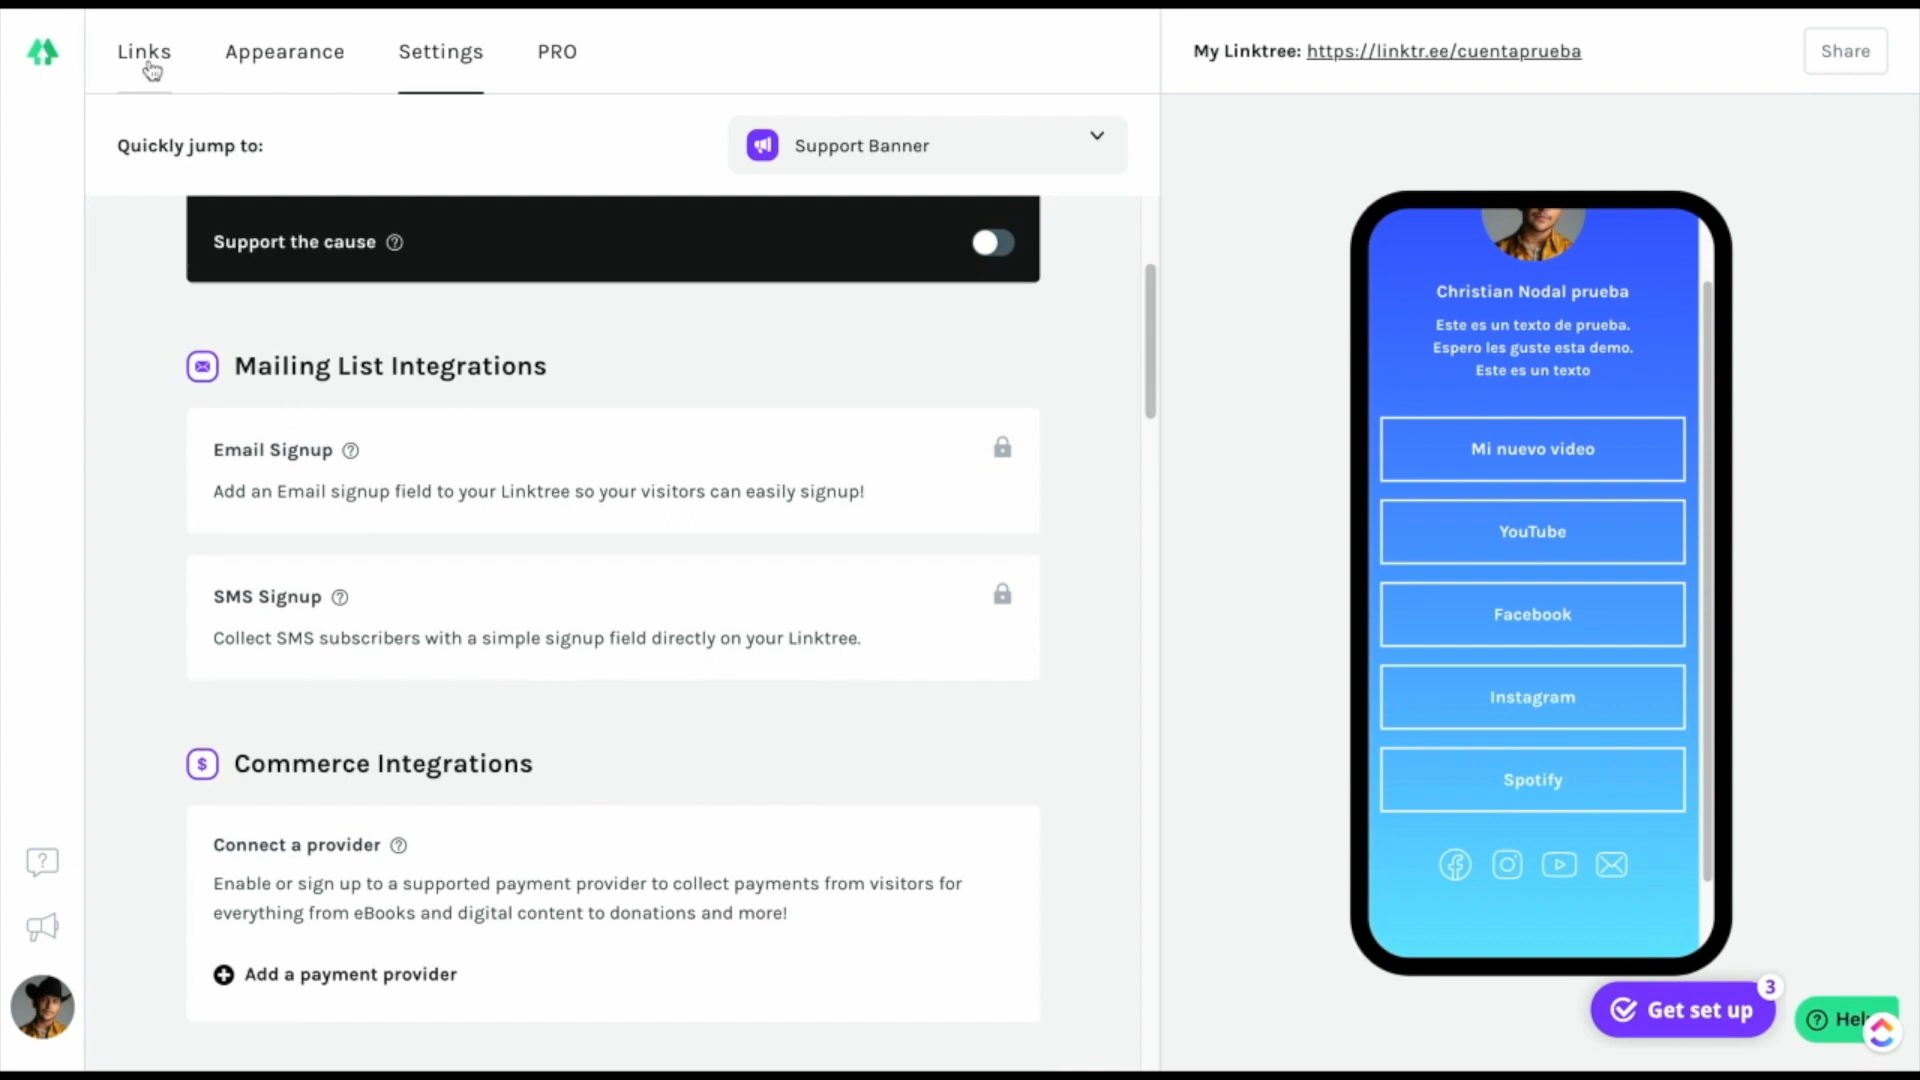 Links
Appearance
Settings
PRO
My Linktree: https://linktr.ee/cuentaprueba
Share
Quickly jump to:
Support Banner
Support the cause
Mailing List Integrations
Email Signup
Add an Email signup field to your Linktree so your visitors can easily signup!
SMS Signup
Collect SMS subscribers with a simple signup field directly on your Linktree.
Commerce Integrations
Connect a provider
Enable or sign up to a supported payment provider to collect payments from visitors for
everything from eBooks and digital content to donations and more!
Add a payment provider
Christian Nodal prueba
Este es un texto de prueba.
Espero les guste esta demo.
Este es un texto
Mi nuevo video
YouTube
Facebook
Instagram
Spotify
Get set up
3